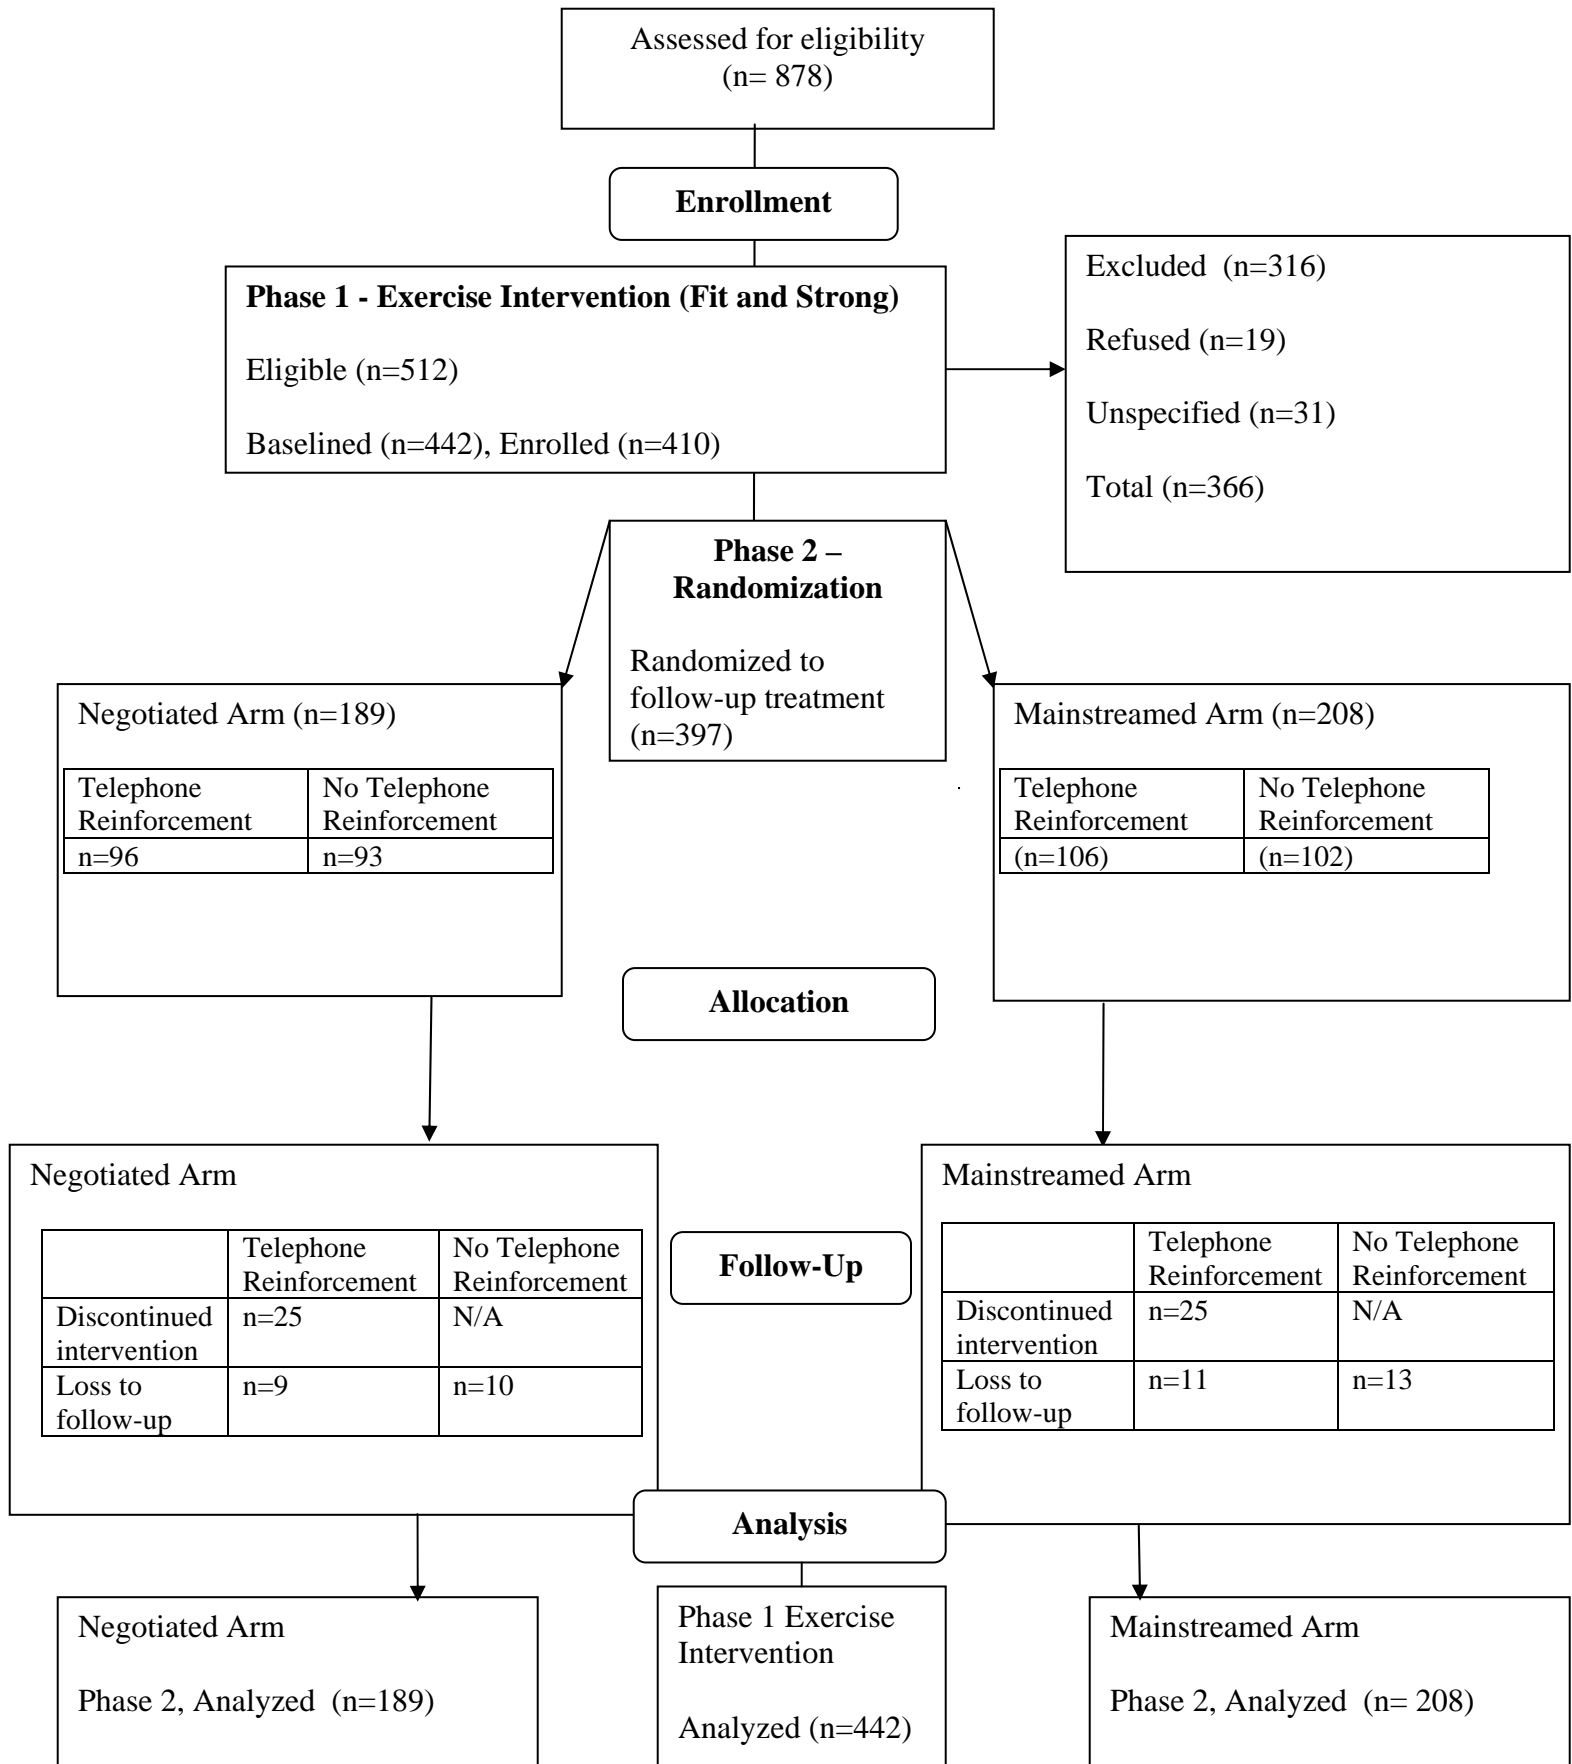 Assessed for eligibility
(n= 878)
Enrollment
Phase 1 - Exercise Intervention (Fit and Strong)
Eligible (n=512)
Baselined (n=442), Enrolled (n=410)
Excluded  (n=316)
Refused (n=19)
Unspecified (n=31)
Total (n=366)
Phase 2 –
Randomization
Randomized to
follow-up treatment
(n=397)
Negotiated Arm (n=189)
Telephone
Reinforcement
No Telephone
Reinforcement
n=96
n=93
Mainstreamed Arm (n=208)
Telephone
Reinforcement
No Telephone
Reinforcement
(n=106)
(n=102)
Allocation
Negotiated Arm
Telephone
Reinforcement
No Telephone
Reinforcement
Discontinued
intervention
n=25
N/A
Loss to
follow-up
n=9
n=10
Follow-Up
Mainstreamed Arm
Telephone
Reinforcement
No Telephone
Reinforcement
Discontinued
intervention
n=25
N/A
Loss to
follow-up
n=11
n=13
Analysis
Negotiated Arm
Phase 2, Analyzed  (n=189)
Phase 1 Exercise
Intervention
Analyzed (n=442)
Mainstreamed Arm
Phase 2, Analyzed  (n= 208)